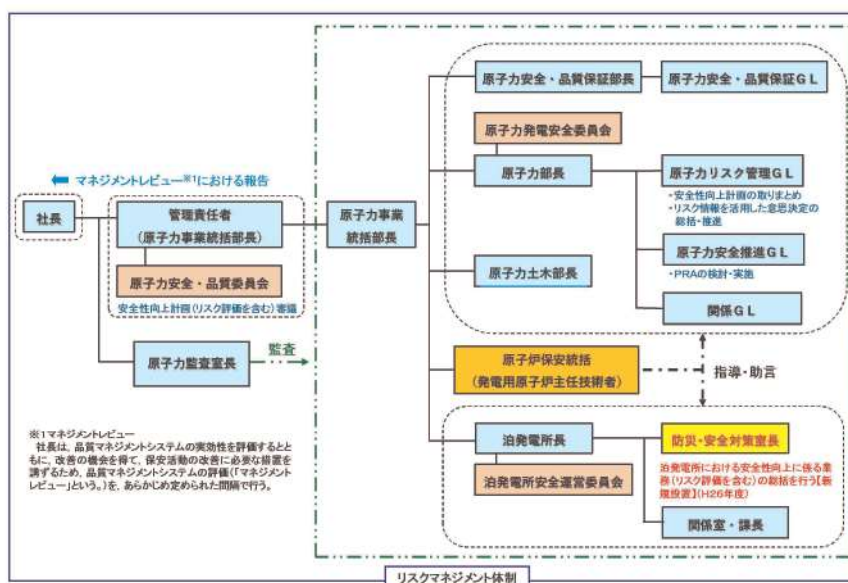 原子力安全・品質保証部長
原子力安全・品質保証GL
原子力発電安全委員会
原子力部長
原子力リスク管理GL
・安全性向上計画の取りまとめ
・リスク情報を活用した意思決定の
総括・推進
原子力安全推進GL
・PRAの検討・実施
原子力土木部長
関係GL
⬅ マネジメントレビュー※1における報告
社長
管理責任者
(原子力事業統括部長)
原子力安全・品質委員会
安全性向上計画(リスク評価を含む)審議
原子力事業
統括部長
原子力監査室長
監査
原子炉保安統括
(発電用原子炉主任技術者)
指導・助言
泊発電所長
泊発電所安全運営委員会
防災・安全対策室長
泊発電所における安全性向上に係る業
務(リスク評価を含む)の総括を行う【新
規設置】(H26年度)
関係室・課長
※1マネジメントレビュー
社長は、品質マネジメントシステムの実効性を評価するとと
もに、改善の機会を得て、保安活動の改善に必要な措置を
講ずるため、品質マネジメントシステムの評価(「マネジメント
レビュー」という。)を、あらかじめ定められた間隔で行う。
リスクマネジメント体制